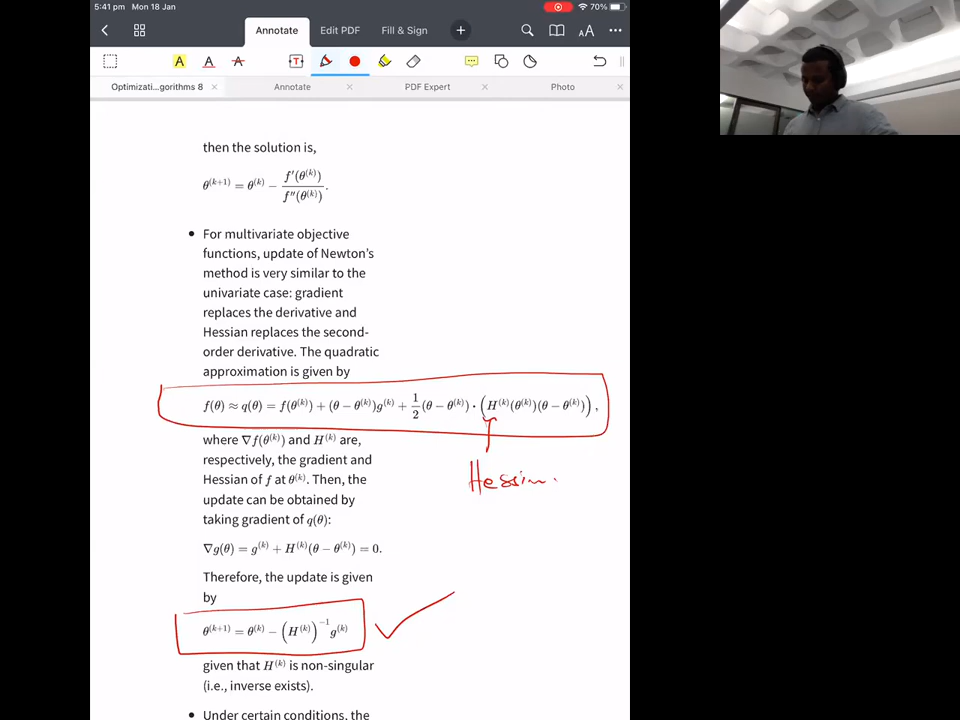 5:41 pm Mon 18 Jan
70%
Annotate Edit PDF Fill & Sign
Optimizati...gorithms 8 Annotate PDF Expert Photo
then the solution is,
θ^(k+1) = θ^(k) − f′(θ^(k)) / f″(θ^(k)).
• For multivariate objective
functions, update of Newton's
method is very similar to the
univariate case: gradient
replaces the derivative and
Hessian replaces the second-
order derivative. The quadratic
approximation is given by
f(θ) ≈ q(θ) = f(θ^(k)) + (θ − θ^(k))g^(k) + 1/2 (θ − θ^(k)) · (H^(k)(θ^(k))(θ − θ^(k))),
where ∇f(θ^(k)) and H^(k) are,
respectively, the gradient and
Hessian of f at θ^(k). Then, the
Hessian.
update can be obtained by
taking gradient of q(θ):
∇g(θ) = g^(k) + H^(k)(θ − θ^(k)) = 0.
Therefore, the update is given
by
θ^(k+1) = θ^(k) − (H^(k))^−1 g^(k)
given that H^(k) is non-singular
(i.e., inverse exists).
• Under certain conditions, the